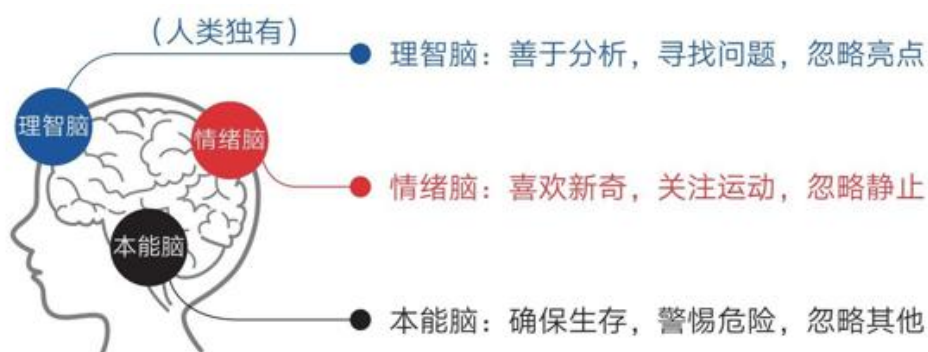 （人类独有）
理智脑：善于分析，寻找问题，忽略亮点
理智脑
情绪脑
情绪脑：喜欢新奇，关注运动，忽略静止
本能脑
本能脑：确保生存，警惕危险，忽略其他